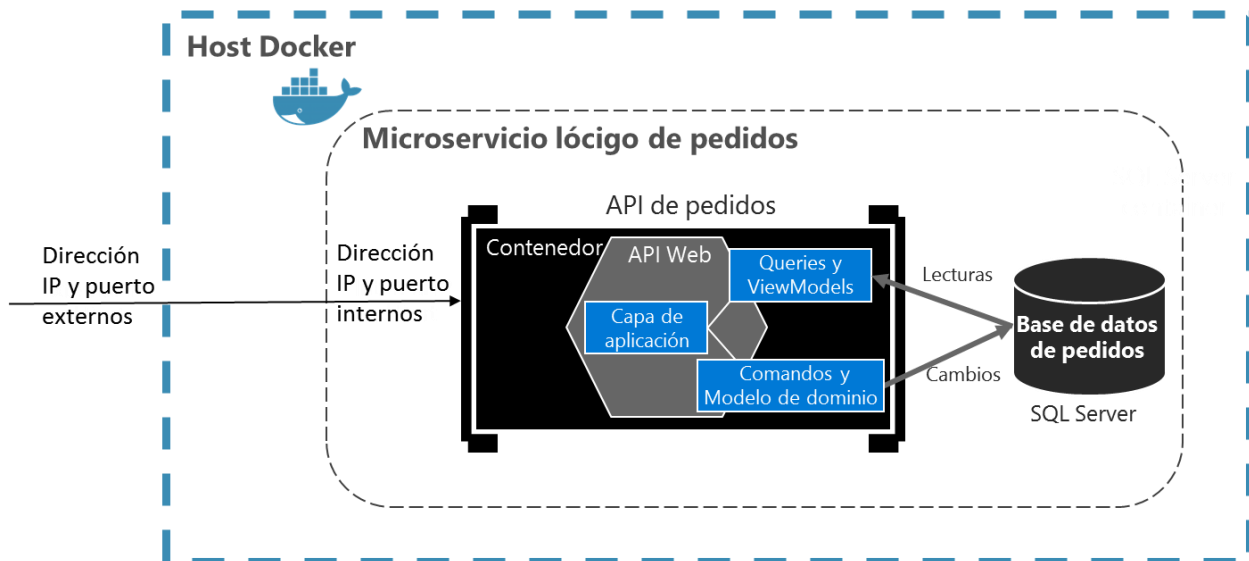 Host Docker
Microservicio lócigo de pedidos
API de pedidos
Dirección
IP y puerto
externos
Dirección
IP y puerto
internos
Contenedor
API Web
Queries y
ViewModels
Capa de
aplicación
Comandos y
Modelo de dominio
Lecturas
Cambios
Base de datos
de pedidos
SQL Server